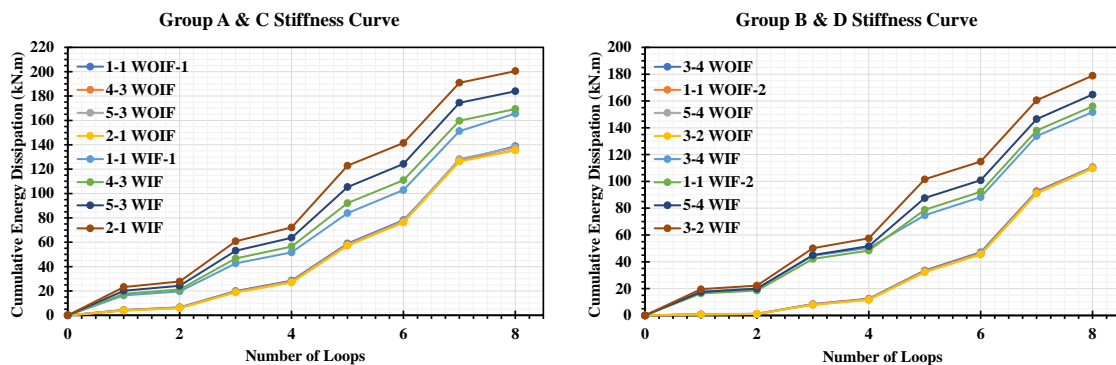 Group A & C Stiffness Curve
Cumulative Energy Dissipation (kN.m)
220
200
180
160
140
120
100
80
60
40
20
0
1-1 WOIF-1
4-3 WOIF
5-3 WOIF
2-1 WOIF
1-1 WIF-1
4-3 WIF
5-3 WIF
2-1 WIF
0 2 4 6 8
Number of Loops
Group B & D Stiffness Curve
Cumulative Energy Dissipation (kN.m)
200
180
160
140
120
100
80
60
40
20
0
3-4 WOIF
1-1 WOIF-2
5-4 WOIF
3-2 WOIF
3-4 WIF
1-1 WIF-2
5-4 WIF
3-2 WIF
0 2 4 6 8
Number of Loops